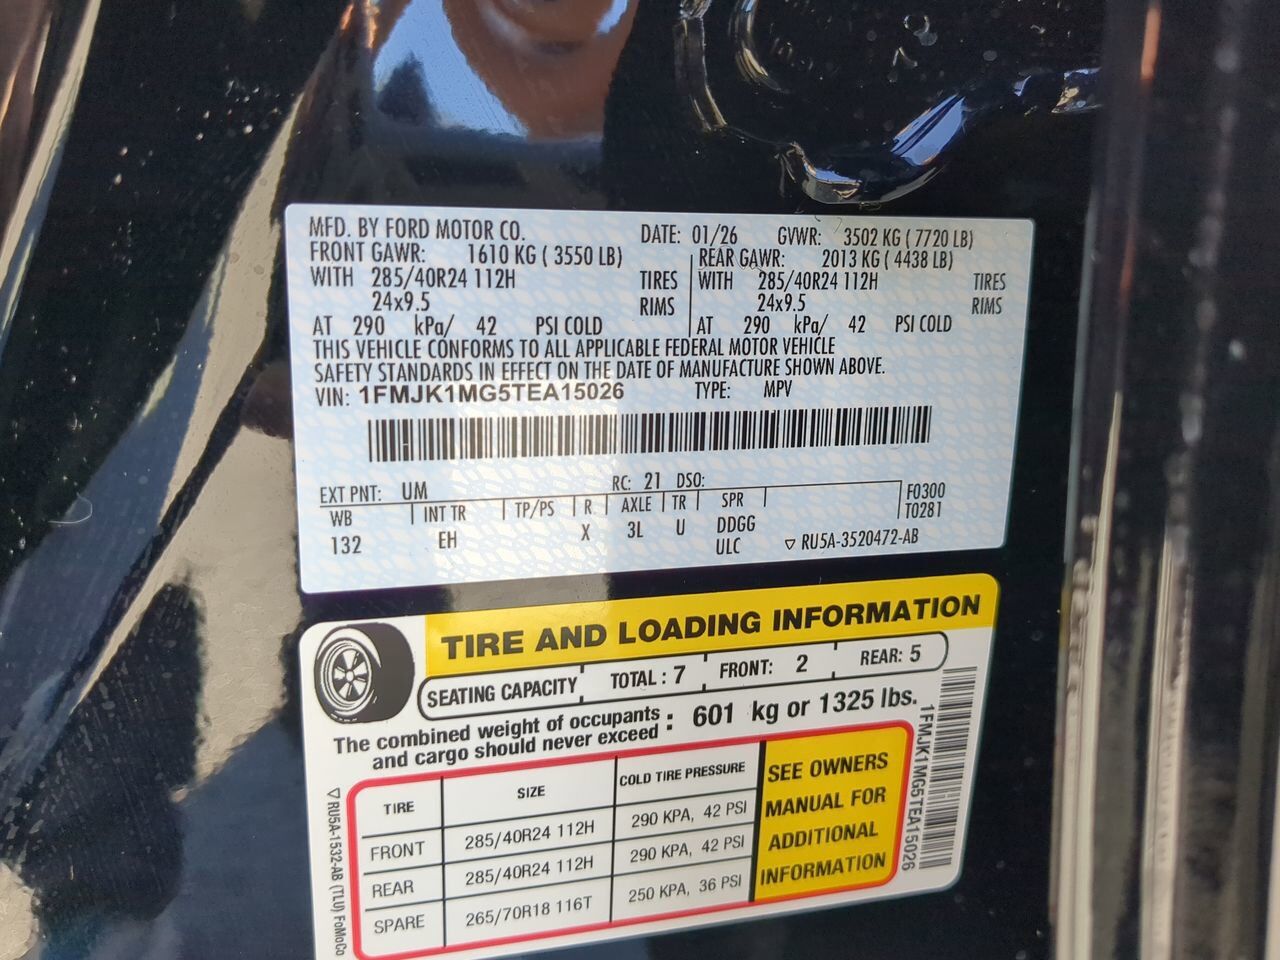 MFD. BY FORD MOTOR CO. DATE: 01/26 GVWR: 3502 KG ( 7720 LB)
FRONT GAWR: 1610 KG ( 3550 LB) REAR GAWR: 2013 KG ( 4438 LB)
WITH 285/40R24 112H TIRES WITH 285/40R24 112H TIRES
24x9.5 RIMS 24x9.5 RIMS
AT 290 kPa/ 42 PSI COLD AT 290 kPa/ 42 PSI COLD
THIS VEHICLE CONFORMS TO ALL APPLICABLE FEDERAL MOTOR VEHICLE
SAFETY STANDARDS IN EFFECT ON THE DATE OF MANUFACTURE SHOWN ABOVE.
VIN: 1FMJK1MG5TEA15026 TYPE: MPV
EXT PNT: UM RC: 21 DSO:
WB INT TR TP/PS R AXLE TR SPR F0300
T0281
132 EH X 3L U DDGG
ULC ▽ RU5A-3520472-AB
TIRE AND LOADING INFORMATION
SEATING CAPACITY TOTAL : 7 FRONT: 2 REAR: 5
The combined weight of occupants
and cargo should never exceed : 601 kg or 1325 lbs.
TIRE SIZE COLD TIRE PRESSURE
FRONT 285/40R24 112H 290 KPA, 42 PSI
REAR 285/40R24 112H 290 KPA, 42 PSI
SPARE 265/70R18 116T 250 KPA, 36 PSI
SEE OWNERS
MANUAL FOR
ADDITIONAL
INFORMATION
1FMJK1MG5TEA15026
▽ RU5A-1532-AB (TLU) FoMoCo